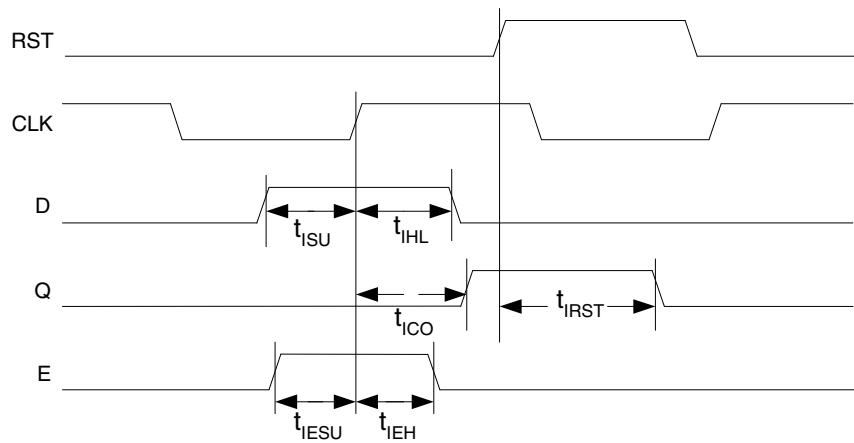 RST
CLK
D
tISU
tIHL
Q
tICO
tIRST
E
tIESU
tIEH